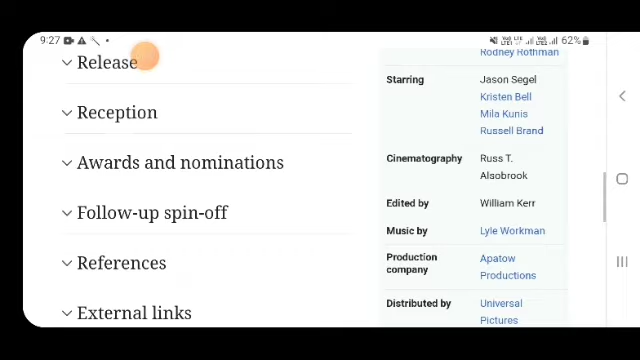 9:27
62%
Release
Reception
Awards and nominations
Follow-up spin-off
References
External links
Rodney Rothman
Starring
Jason Segel
Kristen Bell
Mila Kunis
Russell Brand
Cinematography
Russ T.
Alsobrook
Edited by
William Kerr
Music by
Lyle Workman
Production
company
Apatow
Productions
Distributed by
Universal
Pictures